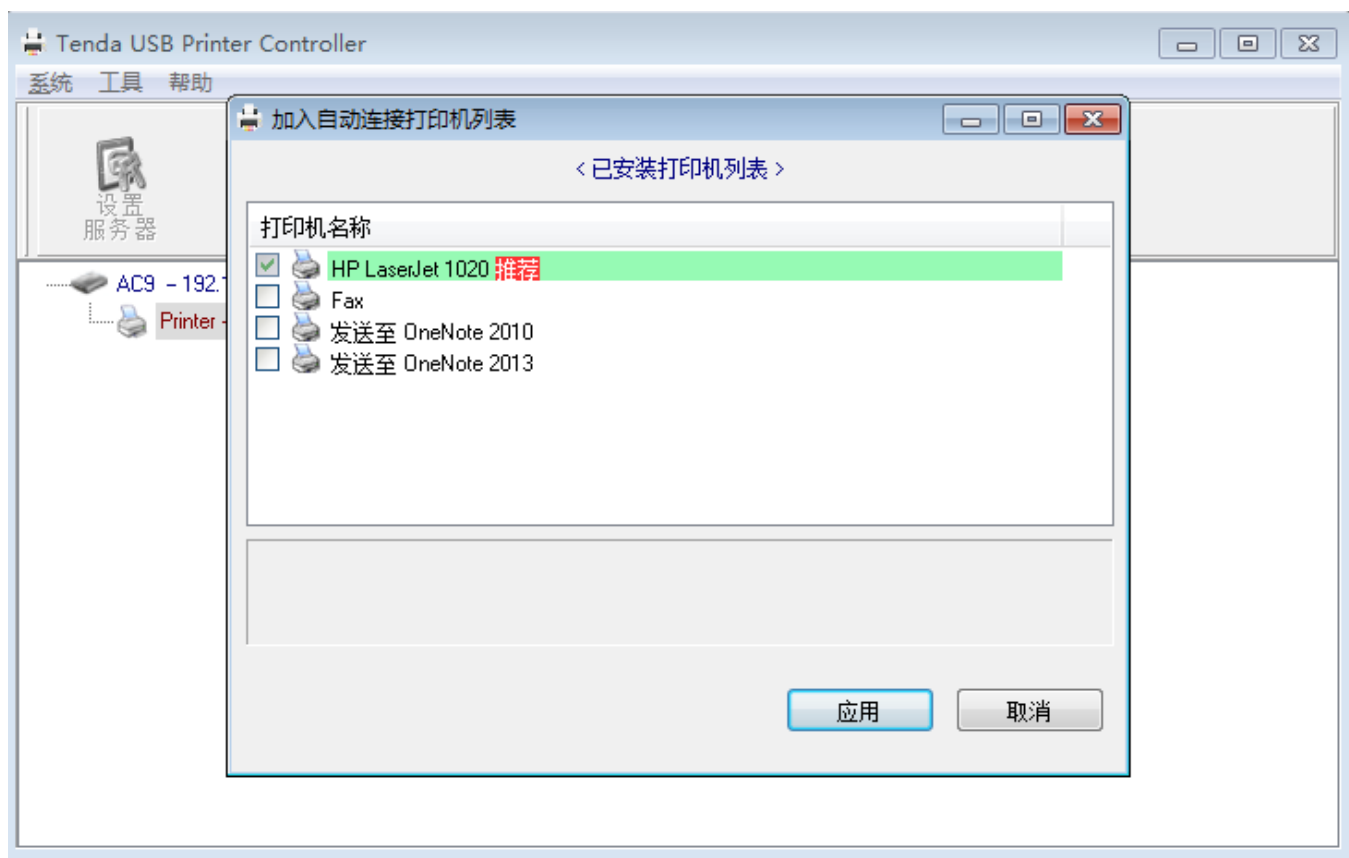 Tenda USB Printer Controller
系统 工具 帮助
设置
服务器
AC9 - 192.1
Printer -
加入自动连接打印机列表
<已安装打印机列表>
打印机名称
HP LaserJet 1020 推荐
Fax
发送至 OneNote 2010
发送至 OneNote 2013
应用 取消